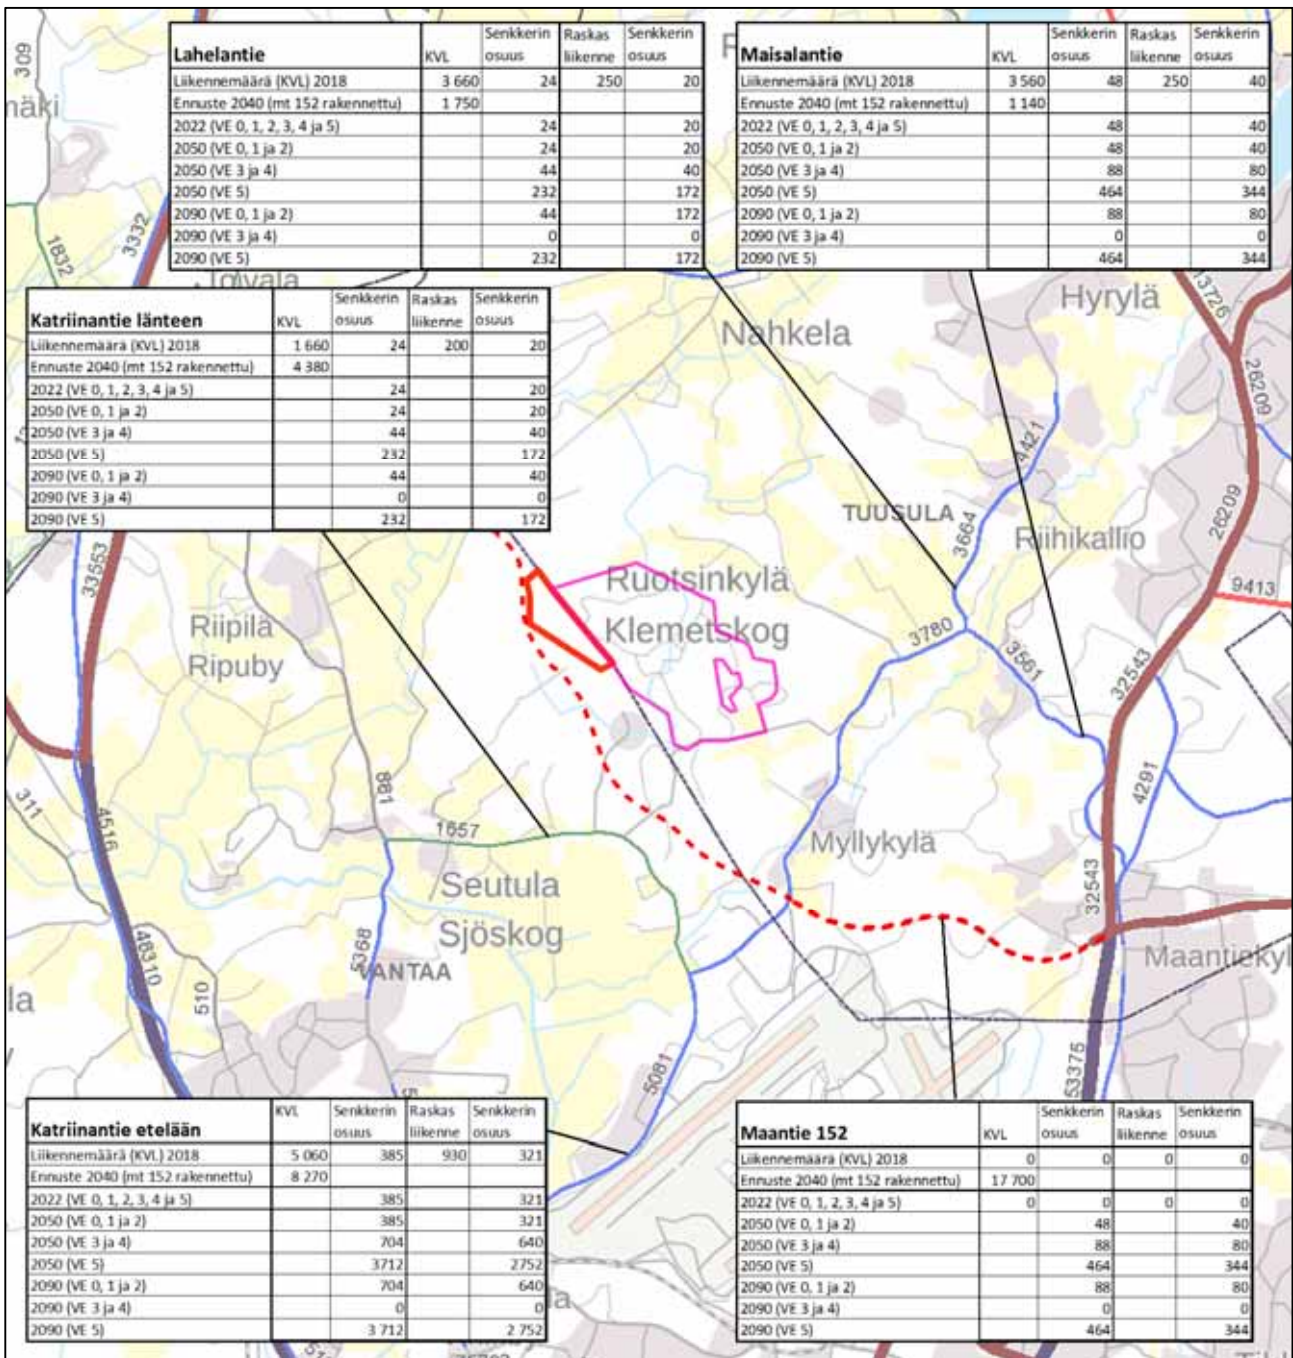 Lahelantie KVL Senkkerin osuus Raskas liikenne Senkkerin osuus
Liikennemäärä (KVL) 2018 3 660 24 250 20
Ennuste 2040 (mt 152 rakennettu) 1 750
2022 (VE 0, 1, 2, 3, 4 ja 5) 24 20
2050 (VE 0, 1 ja 2) 24 20
2050 (VE 3 ja 4) 44 40
2050 (VE 5) 232 172
2090 (VE 0, 1 ja 2) 44 172
2090 (VE 3 ja 4) 0 0
2090 (VE 5) 232 172
Maisalantie KVL Senkkerin osuus Raskas liikenne Senkkerin osuus
Liikennemäärä (KVL) 2018 3 560 48 250 40
Ennuste 2040 (mt 152 rakennettu) 1 140
2022 (VE 0, 1, 2, 3, 4 ja 5) 48 40
2050 (VE 0, 1 ja 2) 48 40
2050 (VE 3 ja 4) 88 80
2050 (VE 5) 464 344
2090 (VE 0, 1 ja 2) 88 80
2090 (VE 3 ja 4) 0 0
2090 (VE 5) 464 344
309
mäki
3332
1832
Toivala
Katriinantie länteen KVL Senkkerin osuus Raskas liikenne Senkkerin osuus
Liikennemäärä (KVL) 2018 1 660 24 200 20
Ennuste 2040 (mt 152 rakennettu) 4 380
2022 (VE 0, 1, 2, 3, 4 ja 5) 24 20
2050 (VE 0, 1 ja 2) 24 20
2050 (VE 3 ja 4) 44 40
2050 (VE 5) 232 172
2090 (VE 0, 1 ja 2) 44 40
2090 (VE 3 ja 4) 0 0
2090 (VE 5) 232 172
Nahkela
Hyrylä
13726
26209
4421
TUUSULA
3664
Riihikallio
26209
9413
33553
Ruotsinkylä
Klemetskog
Riipilä
Ripuby
3780
3561
32543
881
4291
311
4516
1657
Myllykylä
Seutula
Sjöskog
32543
46310
5368
VANTAA
510
Maantiekyl
la
5081
53375
Katriinantie etelään KVL Senkkerin osuus Raskas liikenne Senkkerin osuus
Liikennemäärä (KVL) 2018 5 060 385 930 321
Ennuste 2040 (mt 152 rakennettu) 8 270
2022 (VE 0, 1, 2, 3, 4 ja 5) 385 321
2050 (VE 0, 1 ja 2) 385 321
2050 (VE 3 ja 4) 704 640
2050 (VE 5) 3712 2752
2090 (VE 0, 1 ja 2) 704 640
2090 (VE 3 ja 4) 0 0
2090 (VE 5) 3 712 2 752
Maantie 152 KVL Senkkerin osuus Raskas liikenne Senkkerin osuus
Liikennemäärä (KVL) 2018 0 0 0 0
Ennuste 2040 (mt 152 rakennettu) 17 700
2022 (VE 0, 1, 2, 3, 4 ja 5) 0 0 0 0
2050 (VE 0, 1 ja 2) 48 40
2050 (VE 3 ja 4) 88 80
2050 (VE 5) 464 344
2090 (VE 0, 1 ja 2) 88 80
2090 (VE 3 ja 4) 0 0
2090 (VE 5) 464 344